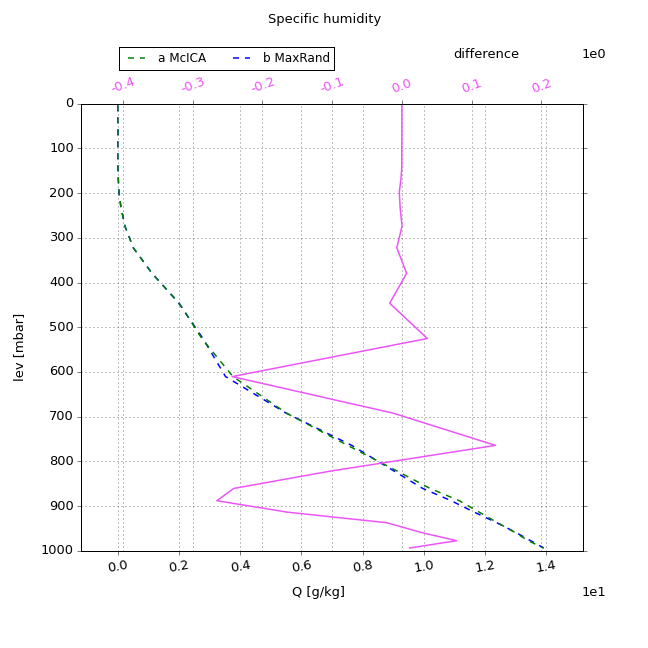 Specific humidity
a McICA b MaxRand difference 1e0
-0.4 -0.3 -0.2 -0.1 0.0 0.1 0.2
0
100
200
300
400
500
600
700
800
900
1000
lev [mbar]
0.0 0.2 0.4 0.6 0.8 1.0 1.2 1.4
Q [g/kg] 1e1